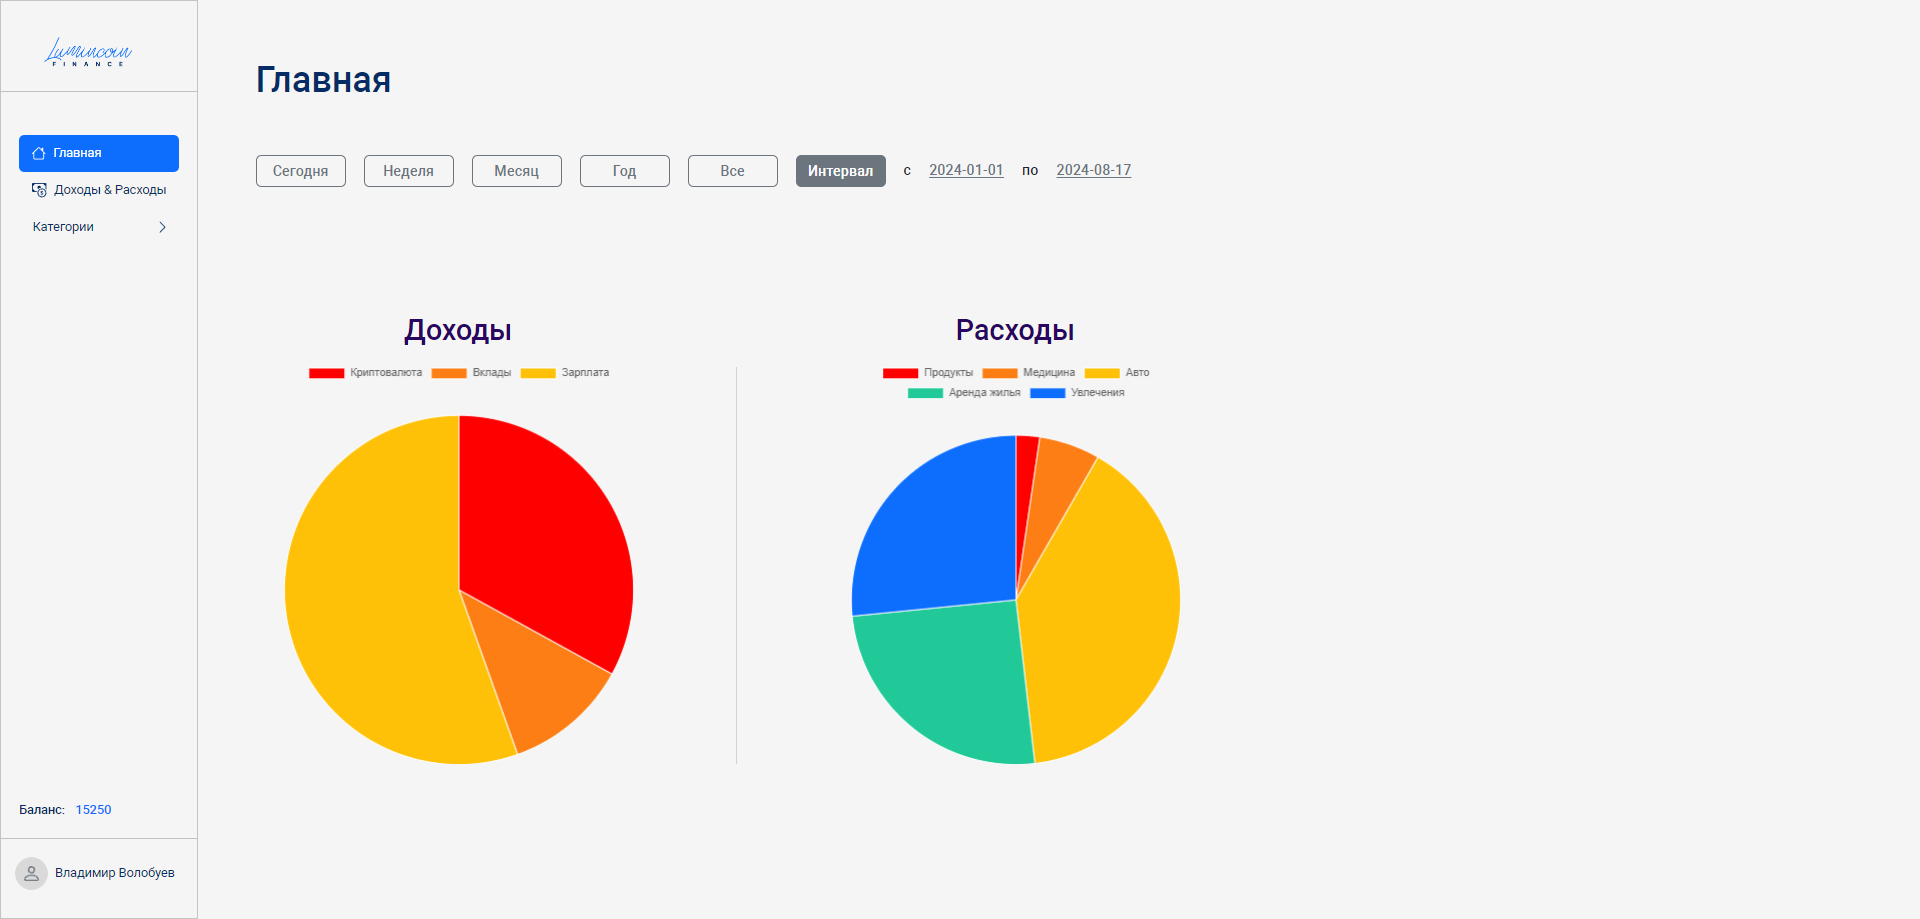 Lumincoin
FINANCE
Главная
Доходы & Расходы
Категории
Баланс: 15250
Владимир Волобуев
Главная
Сегодня Неделя Месяц Год Все Интервал с 2024-01-01 по 2024-08-17
Доходы
Криптовалюта Вклады Зарплата
Расходы
Продукты Медицина Авто
Аренда жилья Увлечения